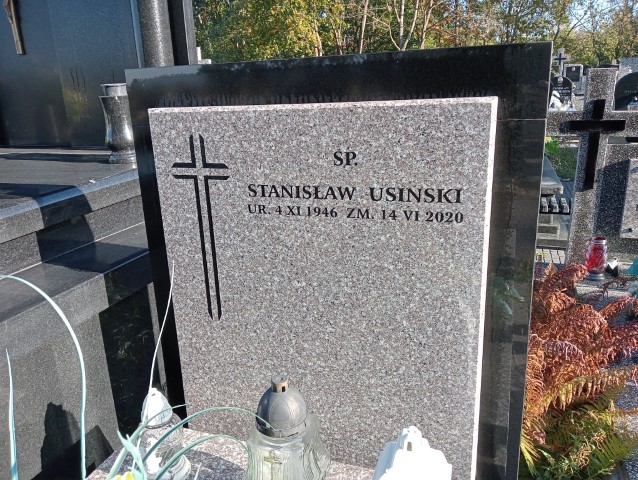 ŚP.
STANISŁAW USINSKI
UR. 4 XI 1946 ZM. 14 VI 2020